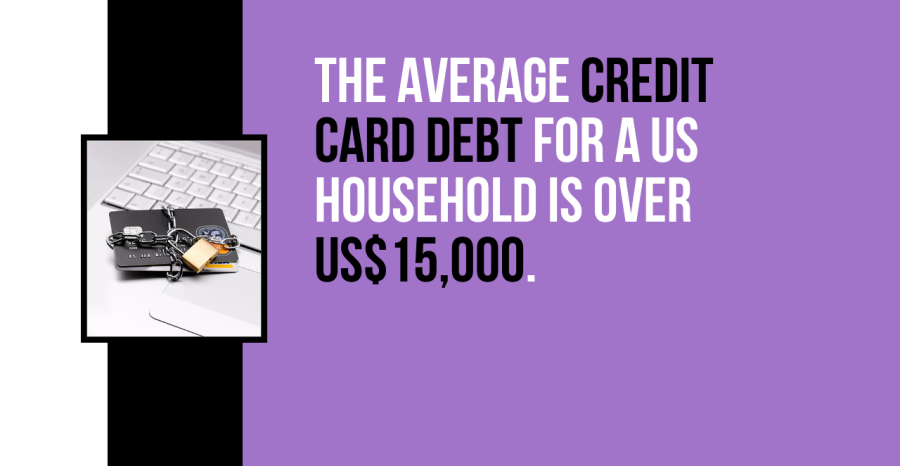 THE AVERAGE CREDIT
CARD DEBT FOR A US
HOUSEHOLD IS OVER
US$15,000.